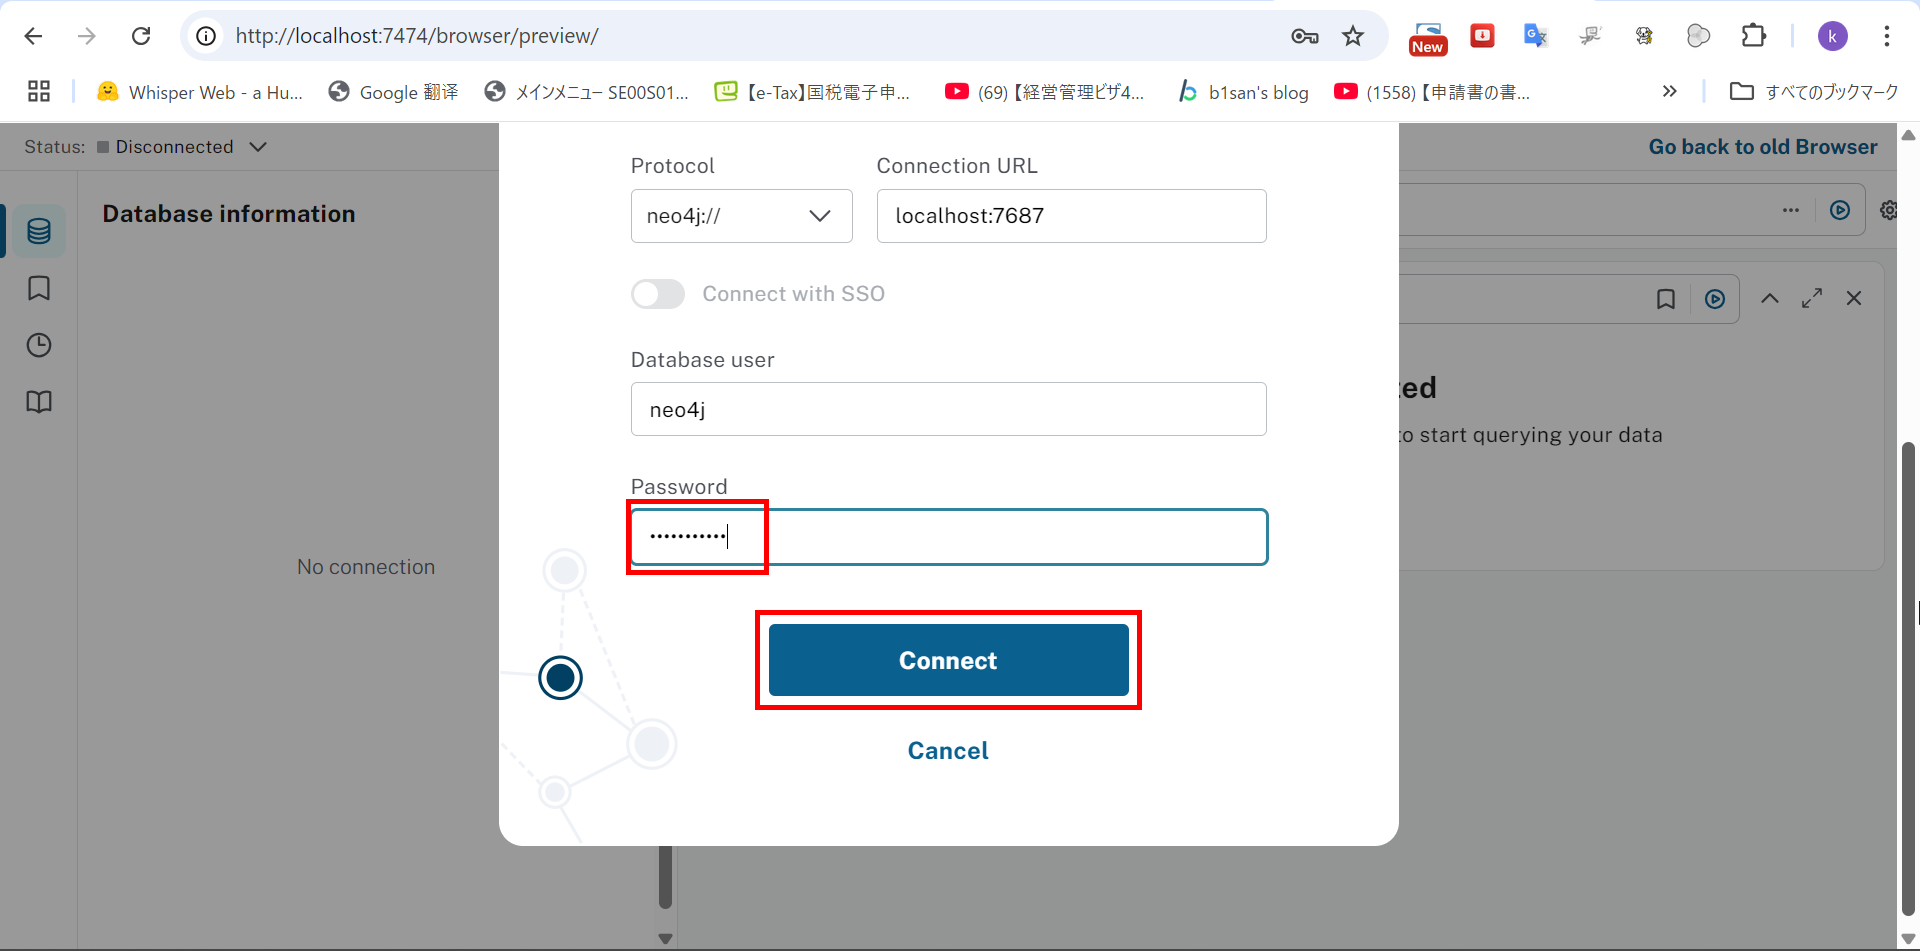 http://localhost:7474/browser/preview/
New
k
Whisper Web - a Hu...
Google 翻译
メインメニュー SE00S01...
【e-Tax】国税電子申...
(69) 【経営管理ビザ4...
b1san's blog
(1558) 【申請書の書...
»
すべてのブックマーク
Status: Disconnected
Go back to old Browser
Database information
No connection
Protocol
Connection URL
neo4j://
localhost:7687
Connect with SSO
Database user
neo4j
Password
•••••••••••
Connect
Cancel
ted
to start querying your data